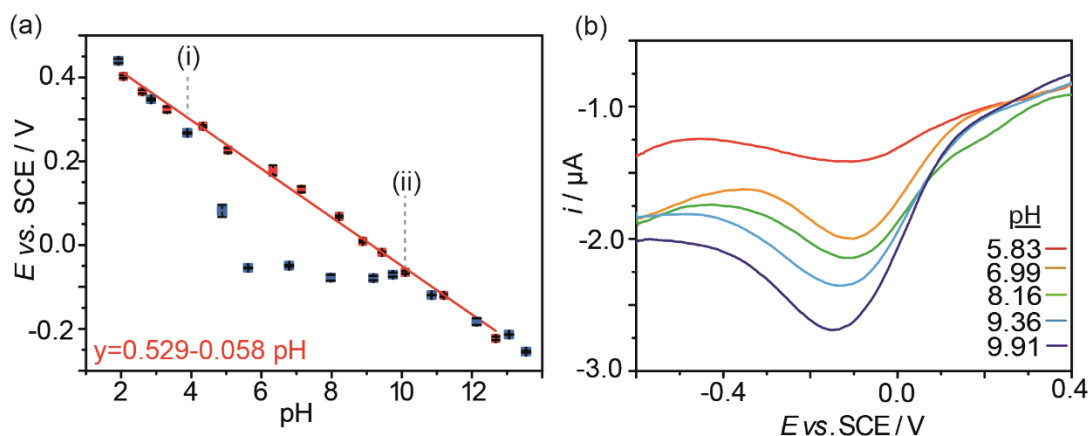 (a)
(i)
(ii)
0.4
0.2
0.0
-0.2
E vs. SCE / V
y=0.529-0.058 pH
2 4 6 8 10 12
pH
(b)
-1.0
-2.0
-3.0
i / µA
pH
5.83
6.99
8.16
9.36
9.91
-0.4 0.0 0.4
E vs. SCE / V